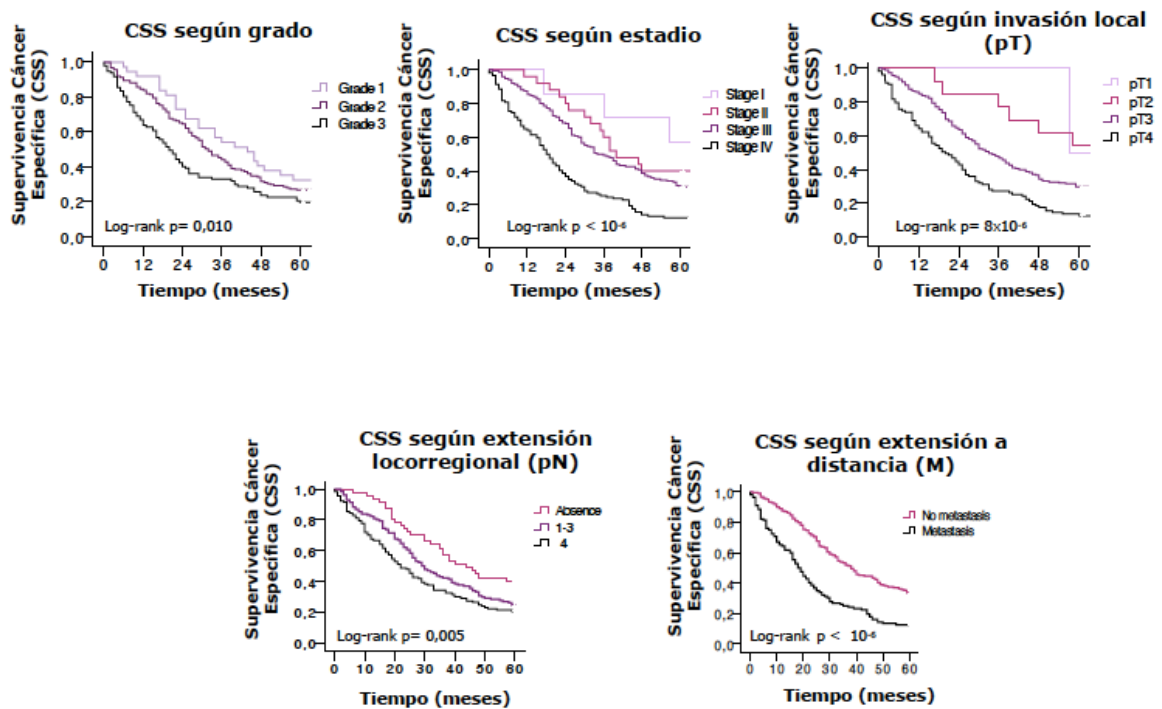 CSS según grado
Supervivencia Cáncer
Específica (CSS)
1,0
0,8
0,6
0,4
0,2
0,0
Grade 1
Grade 2
Grade 3
Log-rank p= 0,010
0 12 24 36 48 60
Tiempo (meses)
CSS según estadio
Supervivencia Cáncer
Específica (CSS)
1,0
0,8
0,6
0,4
0,2
0,0
Stage I
Stage II
Stage III
Stage IV
Log-rank p < 10⁻⁶
0 12 24 36 48 60
Tiempo (meses)
CSS según invasión local
(pT)
Supervivencia Cáncer
Específica (CSS)
1,0
0,8
0,6
0,4
0,2
0,0
pT1
pT2
pT3
pT4
Log-rank p= 8x10⁻⁶
0 12 24 36 48 60
Tiempo (meses)
CSS según extensión
locorregional (pN)
Supervivencia Cáncer
Específica (CSS)
1,0
0,8
0,6
0,4
0,2
0,0
Absence
1-3
4
Log-rank p= 0,005
0 10 20 30 40 50 60
Tiempo (meses)
CSS según extensión a
distancia (M)
Supervivencia Cáncer
Específica (CSS)
1,0
0,8
0,6
0,4
0,2
0,0
No metastasis
Metastasis
Log-rank p < 10⁻⁶
0 10 20 30 40 50 60
Tiempo (meses)